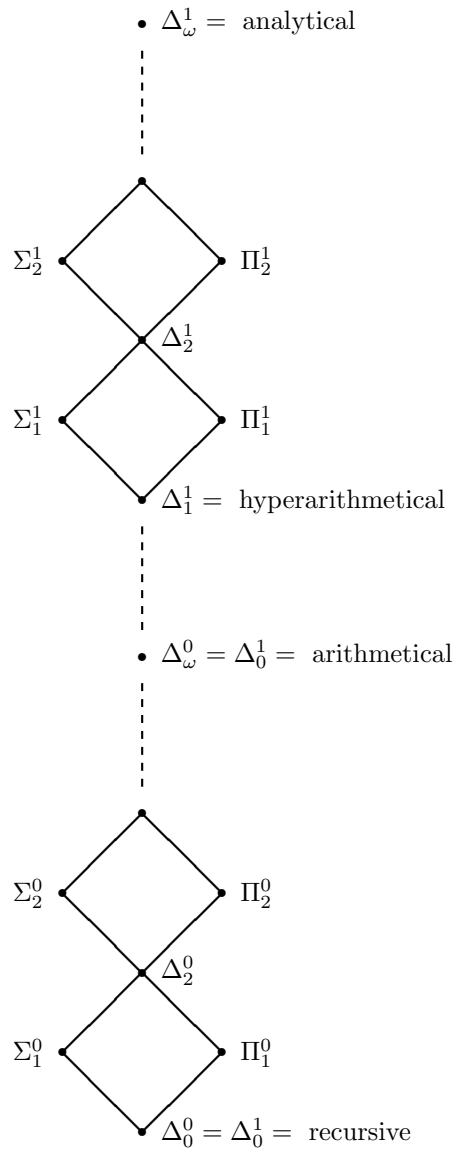 Δ^1_ω = analytical
Σ^1_2 Π^1_2
Δ^1_2
Σ^1_1 Π^1_1
Δ^1_1 = hyperarithmetical
Δ^0_ω = Δ^1_0 = arithmetical
Σ^0_2 Π^0_2
Δ^0_2
Σ^0_1 Π^0_1
Δ^0_0 = Δ^1_0 = recursive